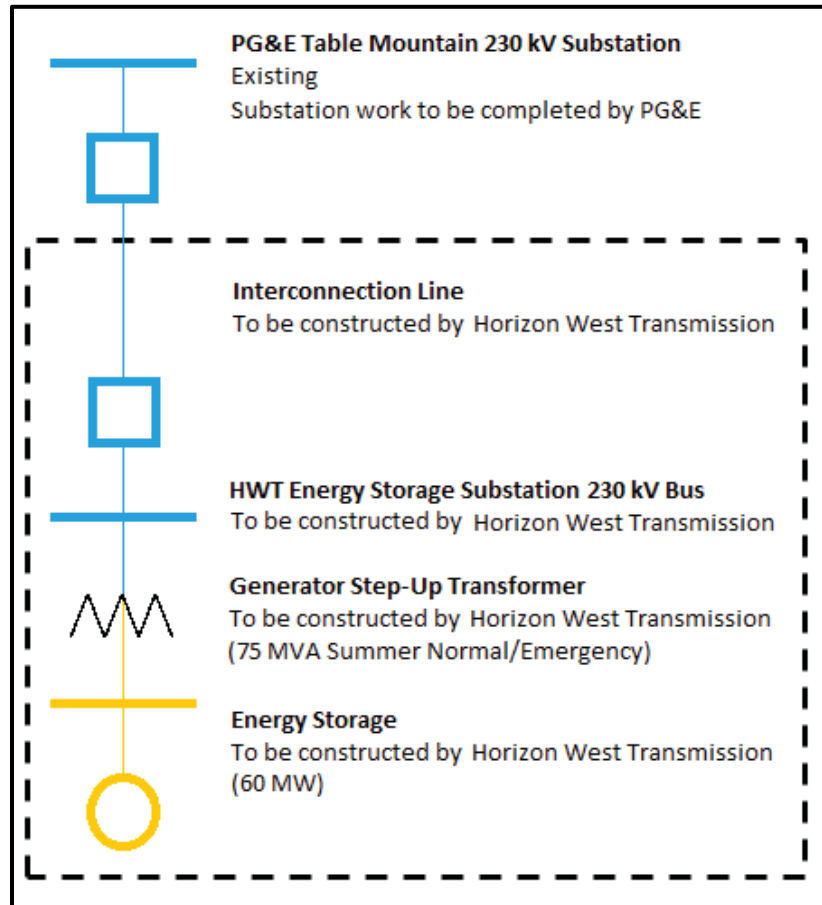 PG&E Table Mountain 230 kV Substation
Existing
Substation work to be completed by PG&E
Interconnection Line
To be constructed by Horizon West Transmission
HWT Energy Storage Substation 230 kV Bus
To be constructed by Horizon West Transmission
Generator Step-Up Transformer
To be constructed by Horizon West Transmission
(75 MVA Summer Normal/Emergency)
Energy Storage
To be constructed by Horizon West Transmission
(60 MW)